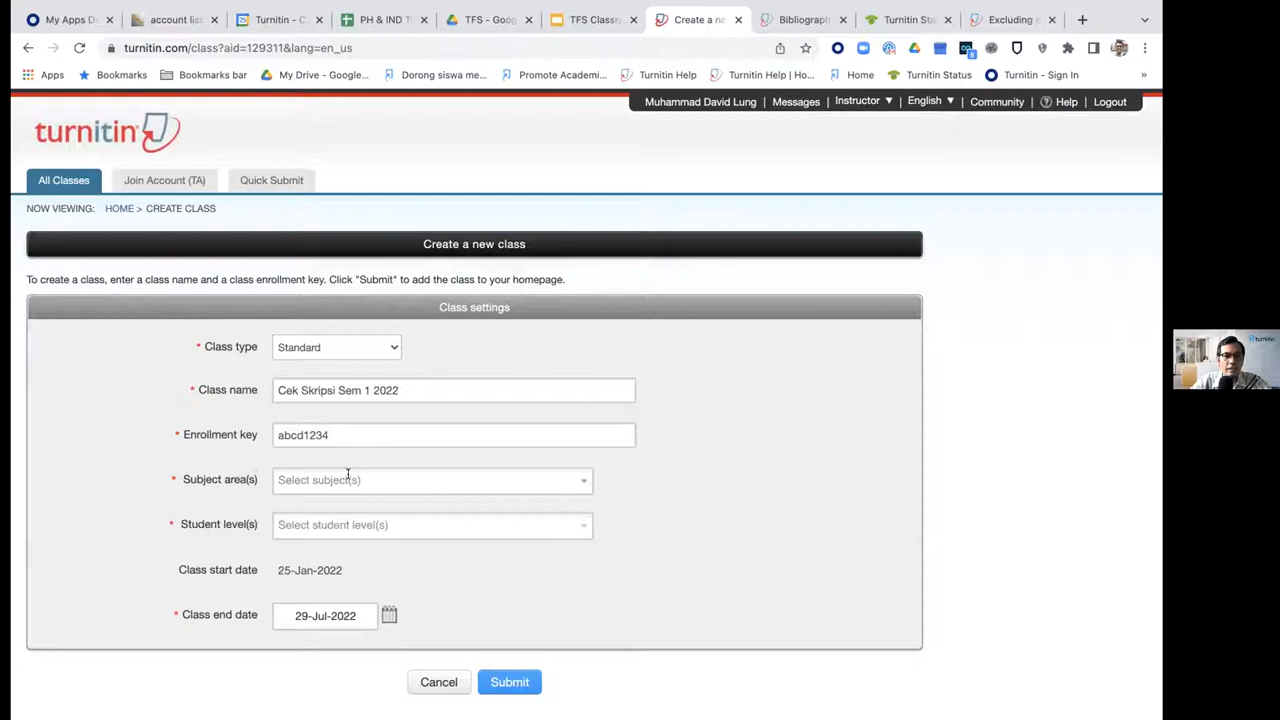 My Apps D
account list
Turnitin - C
PH & IND T
TFS - Goog
TFS Classr
Create a ne
Bibliograph
Turnitin Sta
Excluding a
turnitin.com/class?aid=129311&lang=en_us
Apps
Bookmarks
Bookmarks bar
My Drive - Google...
Dorong siswa me...
Promote Academi...
Turnitin Help
Turnitin Help | Ho...
Home
Turnitin Status
Turnitin - Sign In
»
Muhammad David Lung | Messages | Instructor ▼ | English ▼ | Community | Help | Logout
turnitin
All Classes
Join Account (TA)
Quick Submit
NOW VIEWING: HOME > CREATE CLASS
Create a new class
To create a class, enter a class name and a class enrollment key. Click "Submit" to add the class to your homepage.
Class settings
* Class type Standard
* Class name Cek Skripsi Sem 1 2022
* Enrollment key abcd1234
* Subject area(s) Select subject(s)
* Student level(s) Select student level(s)
Class start date 25-Jan-2022
* Class end date 29-Jul-2022
Cancel
Submit
turnitin